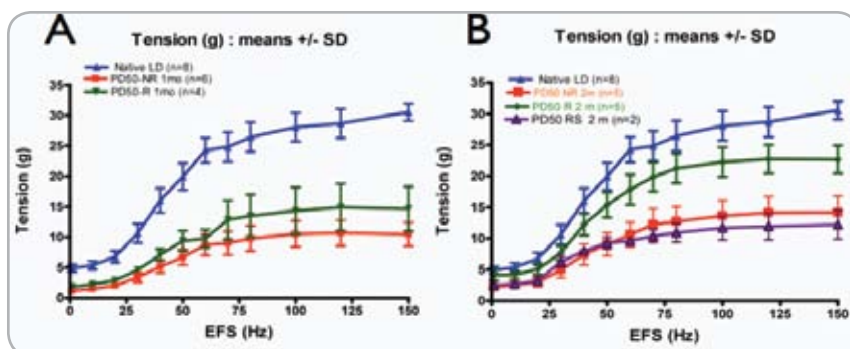 A
Tension (g) : means +/- SD
Native LD (n=8)
PD50-NR 1mo (n=6)
PD50-R 1mo (n=4)
Tension (g)
35
30
25
20
15
10
5
0
0 25 50 75 100 125 150
EFS (Hz)
B
Tension (g) : means +/- SD
Native LD (n=8)
PD50 NR 2m (n=5)
PD50 R 2 m (n=5)
PD50 RS 2 m (n=2)
Tension (g)
35
30
25
20
15
10
5
0
0 25 50 75 100 125 150
EFS (Hz)